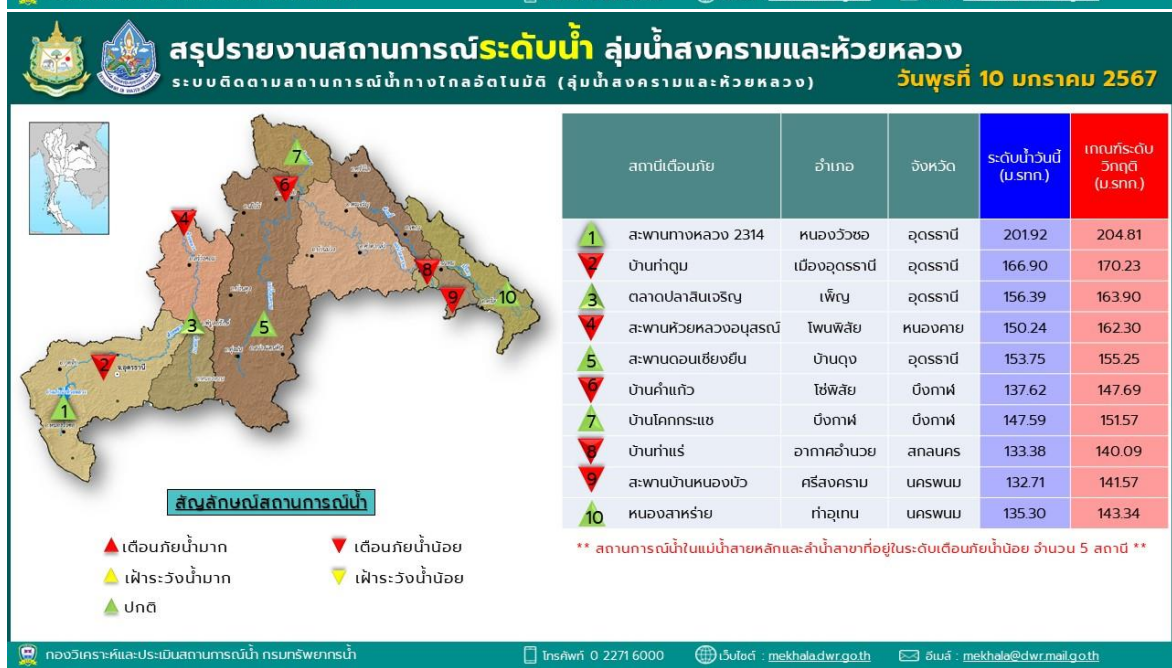 mekhala.dwr.go.th mekhala@dwr.mail.go.th
สรุปรายงานสถานการณ์ระดับน้ำ ลุ่มน้ำสงครามและห้วยหลวง
ระบบติดตามสถานการณ์น้ำทางไกลอัตโนมัติ (ลุ่มน้ำสงครามและห้วยหลวง)
วันพุธที่ 10 มกราคม 2567
สถานีเตือนภัย อำเภอ จังหวัด ระดับน้ำวันนี้ (ม.รทก.) เกณฑ์ระดับวิกฤติ (ม.รทก.)
1 สะพานทางหลวง 2314 หนองวัวซอ อุดรธานี 201.92 204.81
2 บ้านท่าตูม เมืองอุดรธานี อุดรธานี 166.90 170.23
3 ตลาดปลาสินเจริญ เพ็ญ อุดรธานี 156.39 163.90
4 สะพานห้วยหลวงอนุสรณ์ โพนพิสัย หนองคาย 150.24 162.30
5 สะพานดอนเชียงยืน บ้านดุง อุดรธานี 153.75 155.25
6 บ้านคำแก้ว โซ่พิสัย บึงกาฬ 137.62 147.69
7 บ้านโคกกระแซ บึงกาฬ บึงกาฬ 147.59 151.57
8 บ้านท่าแร่ อากาศอำนวย สกลนคร 133.38 140.09
9 สะพานบ้านหนองบัว ศรีสงคราม นครพนม 132.71 141.57
10 หนองสาหร่าย ท่าอุเทน นครพนม 135.30 143.34
** สถานการณ์น้ำในแม่น้ำสายหลักและลำน้ำสาขาที่อยู่ในระดับเตือนภัยน้ำน้อย จำนวน 5 สถานี **
7
6
4
8
9
10
3
5
2
อ.อุดรธานี
1
สัญลักษณ์สถานการณ์น้ำ
เตือนภัยน้ำมาก เตือนภัยน้ำน้อย
เฝ้าระวังน้ำมาก เฝ้าระวังน้ำน้อย
ปกติ
กองวิเคราะห์และประเมินสถานการณ์น้ำ กรมทรัพยากรน้ำ โทรศัพท์ 0 2271 6000 เว็บไซต์ : mekhala.dwr.go.th อีเมล์ : mekhala@dwr.mail.go.th